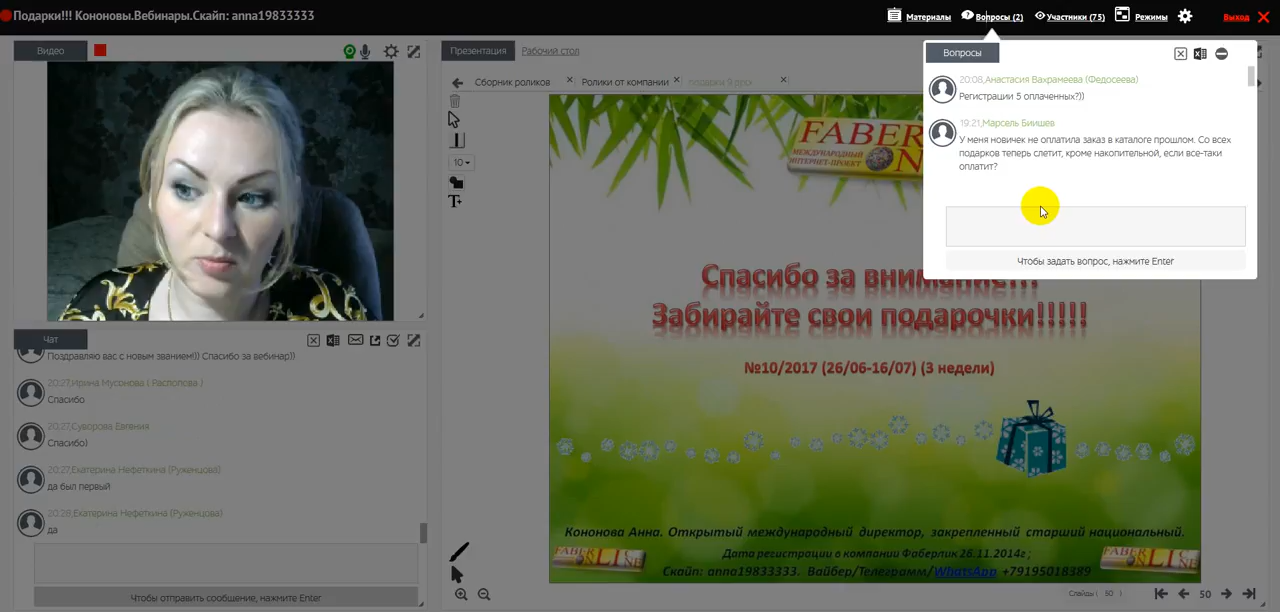 Подарки!!! Кононовы.Вебинары.Скайп: anna19833333
Материалы
Вопросы (2)
Участники (75)
Режимы
Выход
Видео
Презентация
Рабочий стол
Сборник роликов
Ролики от компании
10
T+
FABER
МЕЖДУНАРОДНЫЙ
ИНТЕРНЕТ-ПРОЕКТ
Вопросы
20:08,Анастасия Вахрамеева (Федосеева)
Регистрации 5 оплаченных?))
19:21,Марсель Биишев
У меня новичек не оплатила заказ в каталоге прошлом. Со всех
подарков теперь слетит, кроме накопительной, если все-таки
оплатит?
Чтобы задать вопрос, нажмите Enter
Спасибо за внимание!!!
Забирайте свои подарочки!!!!!
№10/2017 (26/06-16/07) (3 недели)
Кононова Анна. Открытый международный директор, закрепленный старший национальный.
Дата регистрации в компании Фаберлик 26.11.2014г;
Скайп: anna19833333. Вайбер/Телеграмм/WhatsApp +79195018389
Слайды: 50
50
Чат
Поздравляю вас с новым званием!)) Спасибо за вебинар))
20:27,Ирина Мусонова ( Распопова )
Спасибо
20:27,Суворова Евгения
Спасибо)
20:27,Екатерина Нефеткина (Руженцова)
да был первый
20:28,Екатерина Нефеткина (Руженцова)
да
Чтобы отправить сообщение, нажмите Enter